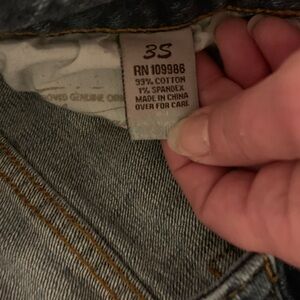 3S
RN 109986
99% COTTON
1% SPANDEX
MADE IN CHINA
OVER FOR CARE
GENUINE